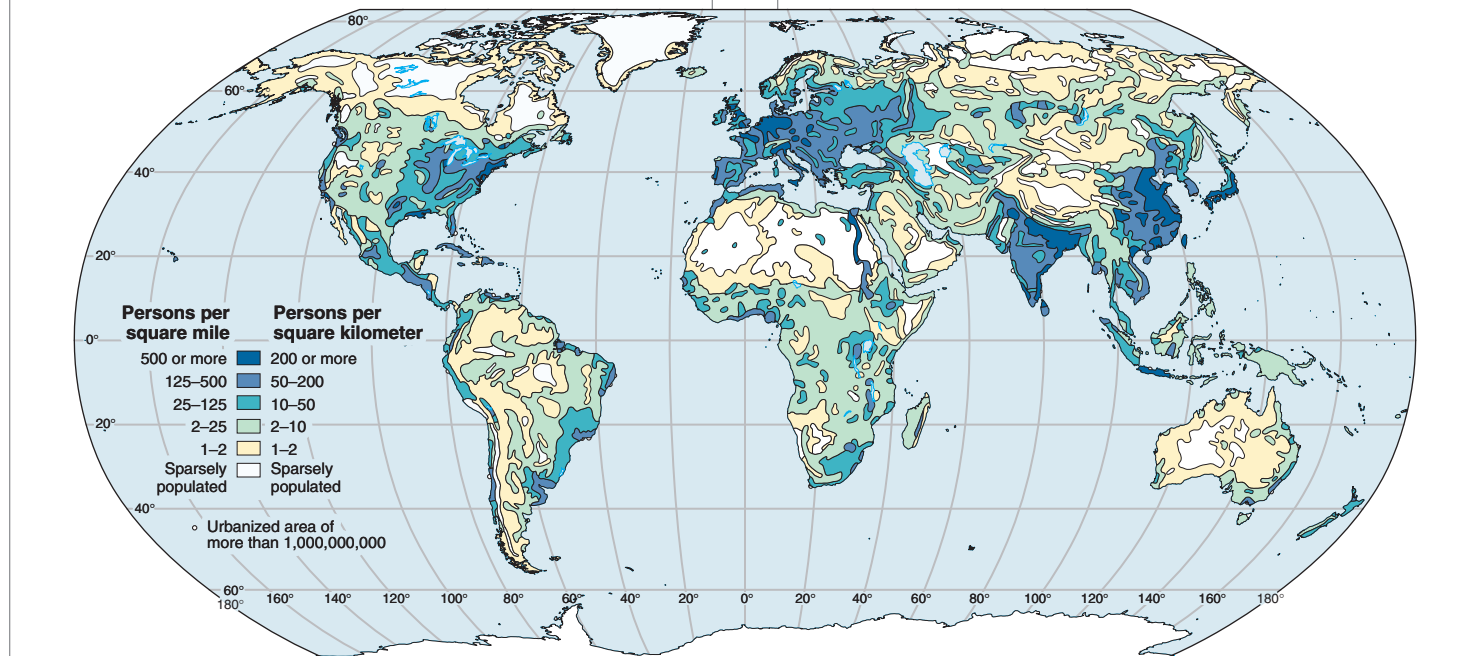 80°
60°
40°
20°
0°
20°
40°
60°
Persons per
square mile
Persons per
square kilometer
500 or more
200 or more
125–500
50–200
25–125
10–50
2–25
2–10
1–2
1–2
Sparsely
populated
Sparsely
populated
Urbanized area of
more than 1,000,000,000
180° 160° 140° 120° 100° 80° 60° 40° 20° 0° 20° 40° 60° 80° 100° 120° 140° 160° 180°